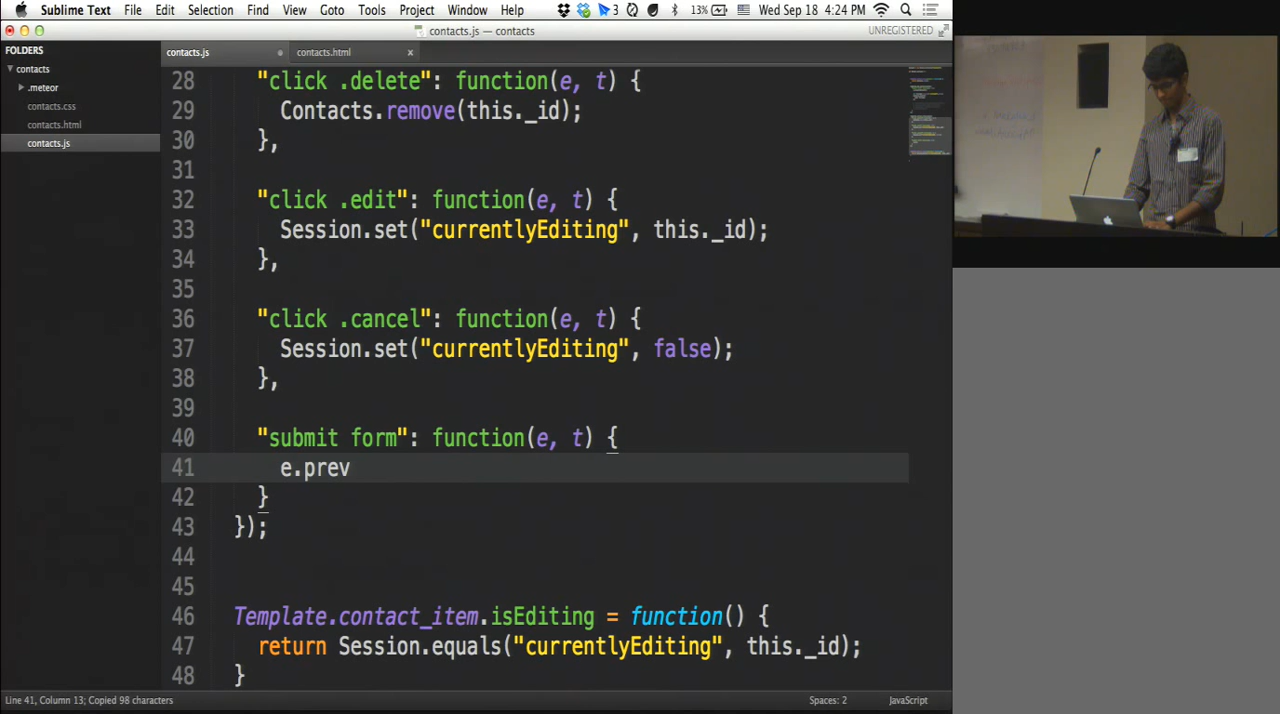 Sublime Text File Edit Selection Find View Goto Tools Project Window Help 3 13% Wed Sep 18 4:24 PM
contacts.js — contacts UNREGISTERED
FOLDERS
contacts
.meteor
contacts.css
contacts.html
contacts.js
contacts.js contacts.html
28 "click .delete": function(e, t) {
29 Contacts.remove(this._id);
30 },
31
32 "click .edit": function(e, t) {
33 Session.set("currentlyEditing", this._id);
34 },
35
36 "click .cancel": function(e, t) {
37 Session.set("currentlyEditing", false);
38 },
39
40 "submit form": function(e, t) {
41 e.prev
42 }
43 });
44
45
46 Template.contact_item.isEditing = function() {
47 return Session.equals("currentlyEditing", this._id);
48 }
Line 41, Column 13; Copied 98 characters Spaces: 2 JavaScript